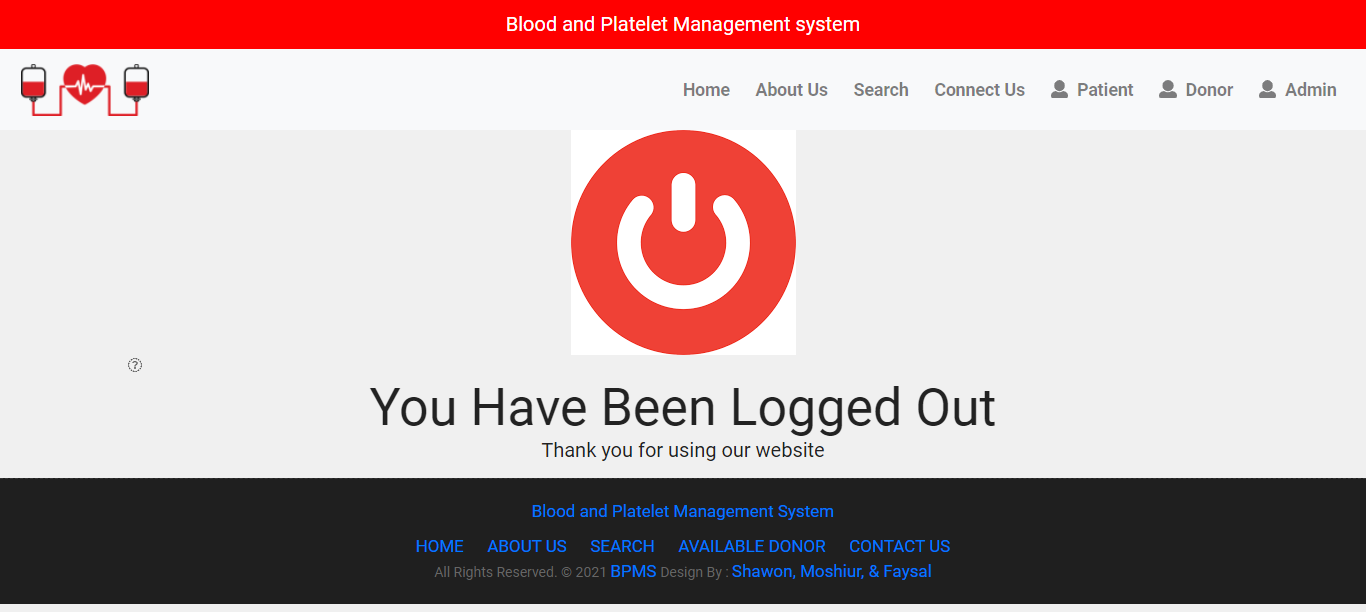 Blood and Platelet Management system
Home About Us Search Connect Us Patient Donor Admin
?
You Have Been Logged Out
Thank you for using our website
Blood and Platelet Management System
HOME ABOUT US SEARCH AVAILABLE DONOR CONTACT US
All Rights Reserved. © 2021 BPMS Design By : Shawon, Moshiur, & Faysal